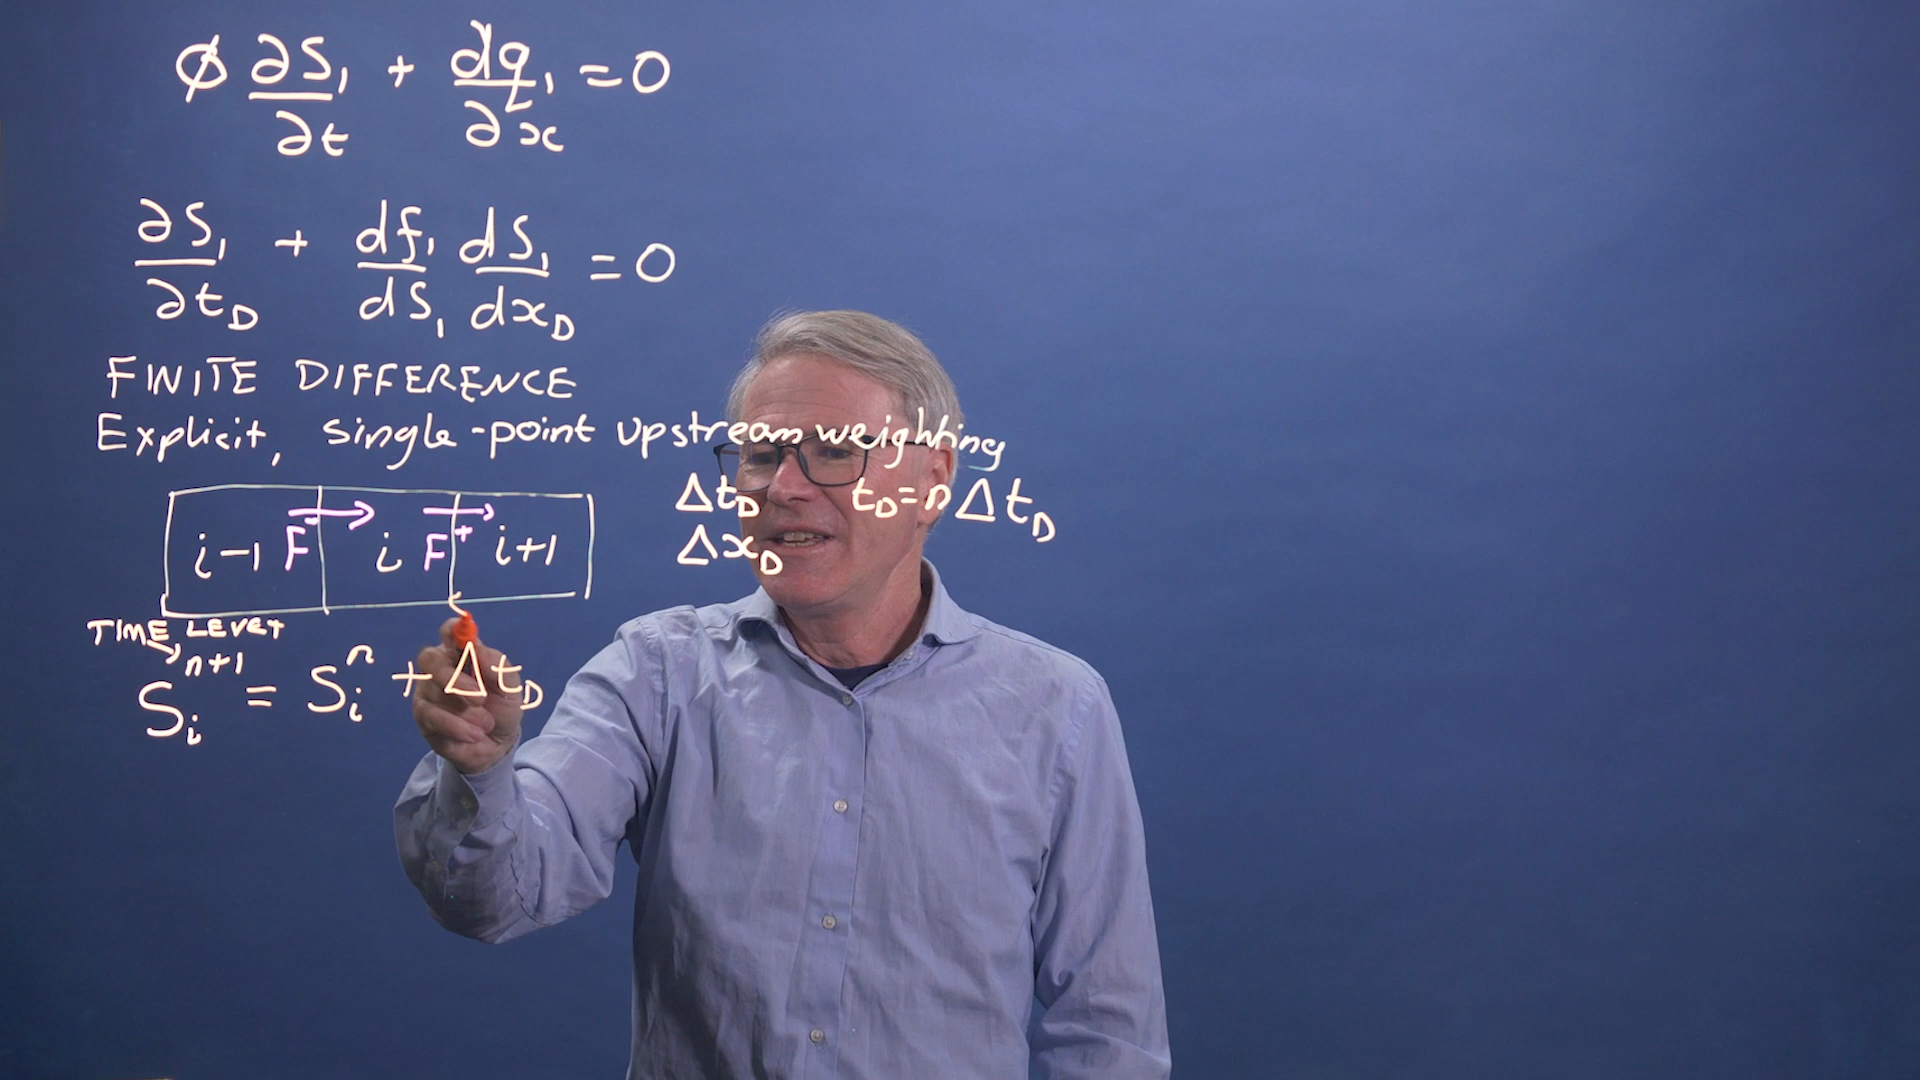 ϕ ∂S₁/∂t + dq₁/∂x = 0
∂S₁/∂t_D + df₁/dS₁ dS₁/dx_D = 0
FINITE DIFFERENCE
Explicit, single-point upstream weighting
Δt_D t_D = nΔt_D
Δx_D
i-1 F⁻ i F⁺ i+1
TIME LEVEL
S_i^{n+1} = S_i^n + Δt_D